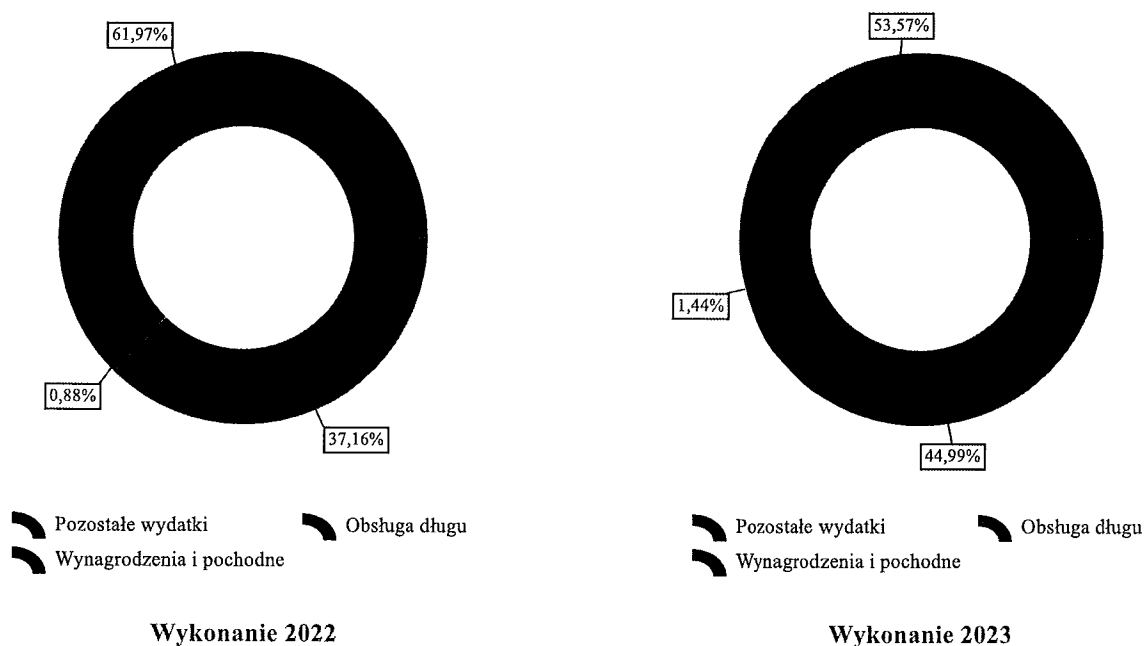 61,97%
0,88%
37,16%
Pozostałe wydatki
Obsługa długu
Wynagrodzenia i pochodne
Wykonanie 2022
53,57%
1,44%
44,99%
Pozostałe wydatki
Obsługa długu
Wynagrodzenia i pochodne
Wykonanie 2023